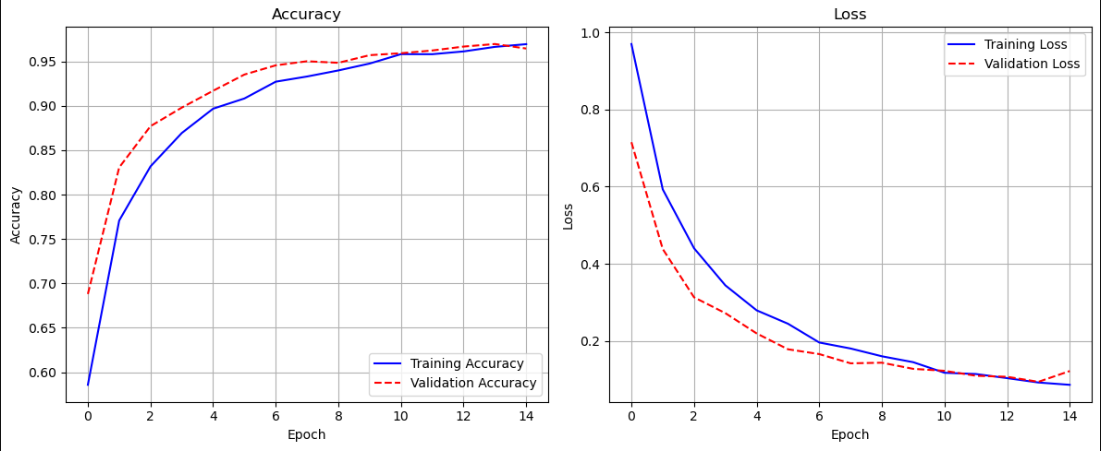 Accuracy
0.95
0.90
0.85
0.80
0.75
0.70
0.65
0.60
Accuracy
Training Accuracy
Validation Accuracy
0 2 4 6 8 10 12 14
Epoch
Loss
1.0
0.8
0.6
0.4
0.2
Loss
Training Loss
Validation Loss
0 2 4 6 8 10 12 14
Epoch